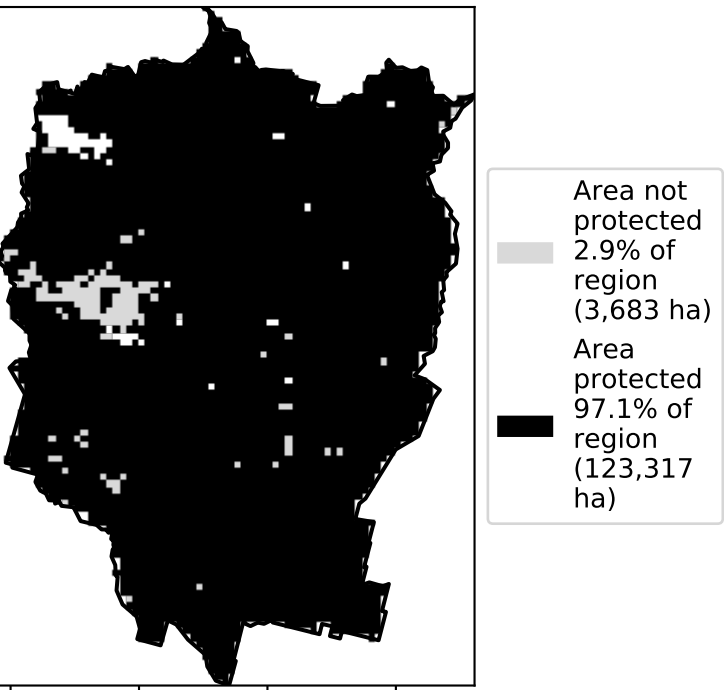 Area not
protected
2.9% of
region
(3,683 ha)
Area
protected
97.1% of
region
(123,317
ha)